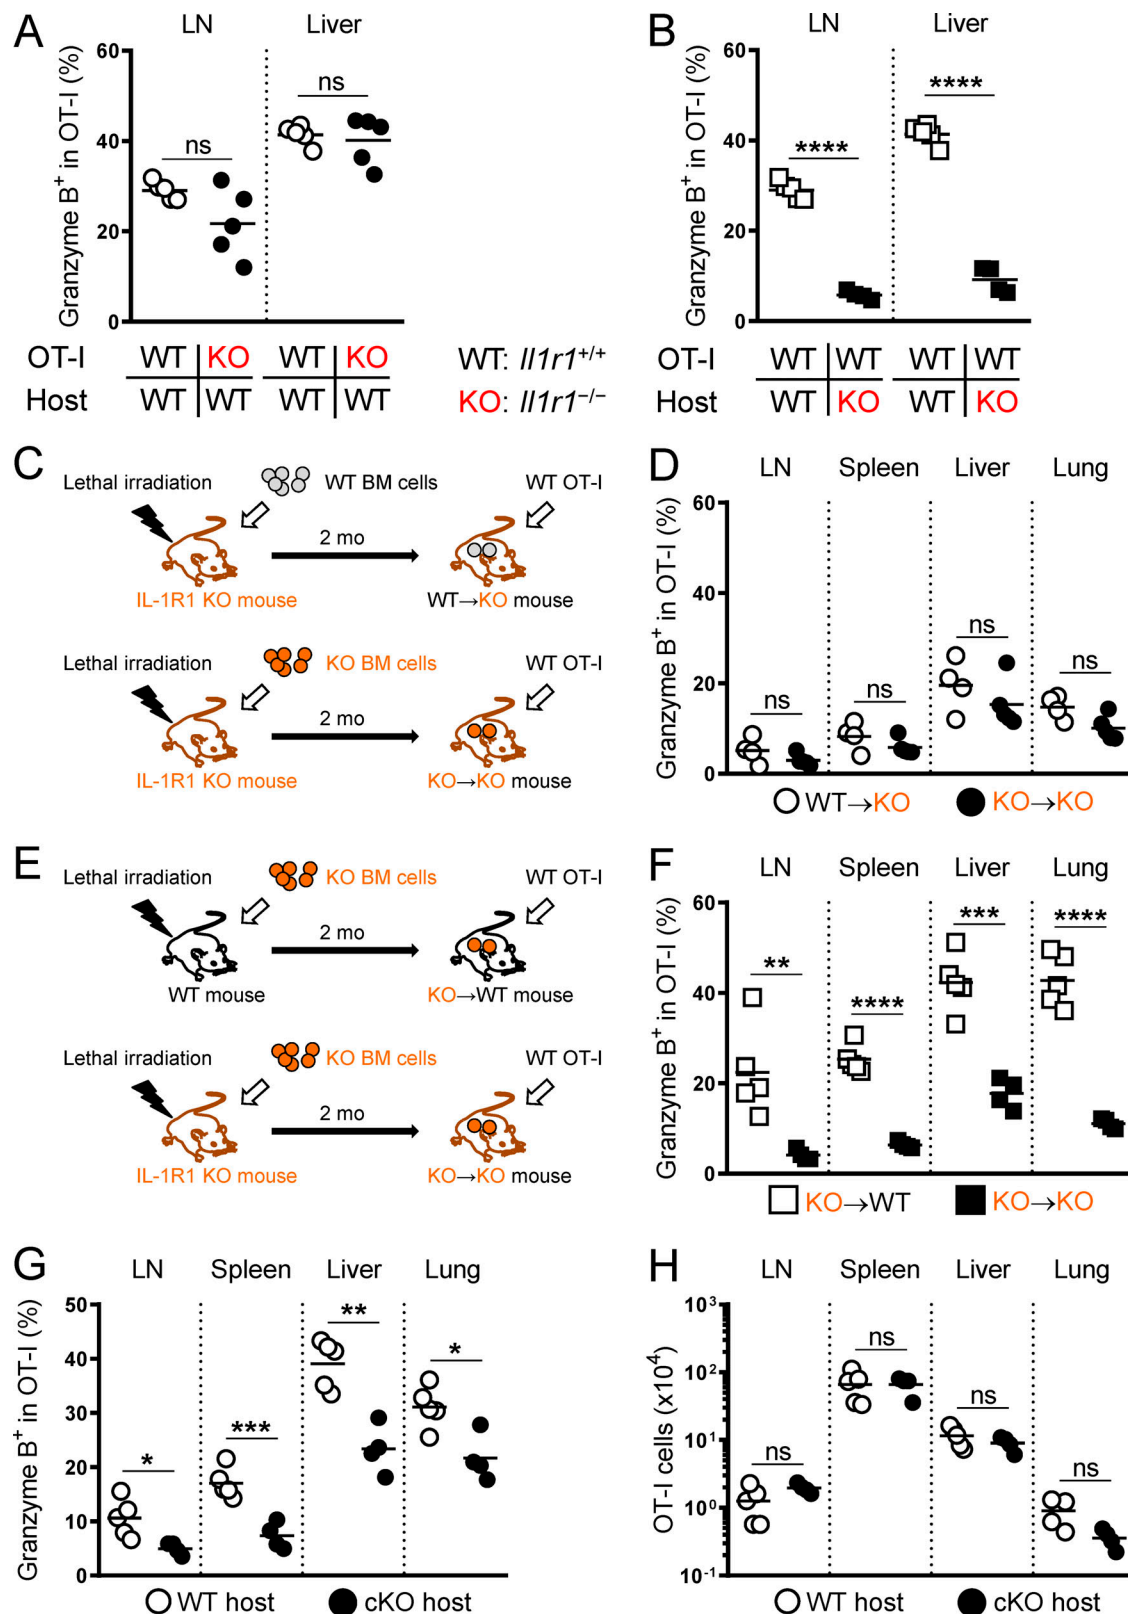 A
LN Liver
Granzyme B⁺ in OT-I (%)
60
40
20
0
ns
ns
OT-I WT KO WT KO
Host WT WT WT WT
WT: Il1r1⁺/⁺
KO: Il1r1⁻/⁻
B
LN Liver
Granzyme B⁺ in OT-I (%)
60
40
20
0
****
****
OT-I WT WT WT WT
Host WT KO WT KO
C
Lethal irradiation
WT BM cells
WT OT-I
2 mo
IL-1R1 KO mouse
WT→KO mouse
Lethal irradiation
KO BM cells
WT OT-I
2 mo
IL-1R1 KO mouse
KO→KO mouse
D
LN Spleen Liver Lung
Granzyme B⁺ in OT-I (%)
60
40
20
0
ns
ns
ns
ns
WT→KO KO→KO
E
Lethal irradiation
KO BM cells
WT OT-I
2 mo
WT mouse
KO→WT mouse
Lethal irradiation
KO BM cells
WT OT-I
2 mo
IL-1R1 KO mouse
KO→KO mouse
F
LN Spleen Liver Lung
Granzyme B⁺ in OT-I (%)
60
40
20
0
**
****
***
****
KO→WT KO→KO
G
LN Spleen Liver Lung
Granzyme B⁺ in OT-I (%)
50
40
30
20
10
0
*
***
**
*
WT host cKO host
H
LN Spleen Liver Lung
OT-I cells (x10⁴)
10³
10²
10¹
10⁰
10⁻¹
ns
ns
ns
ns
WT host cKO host